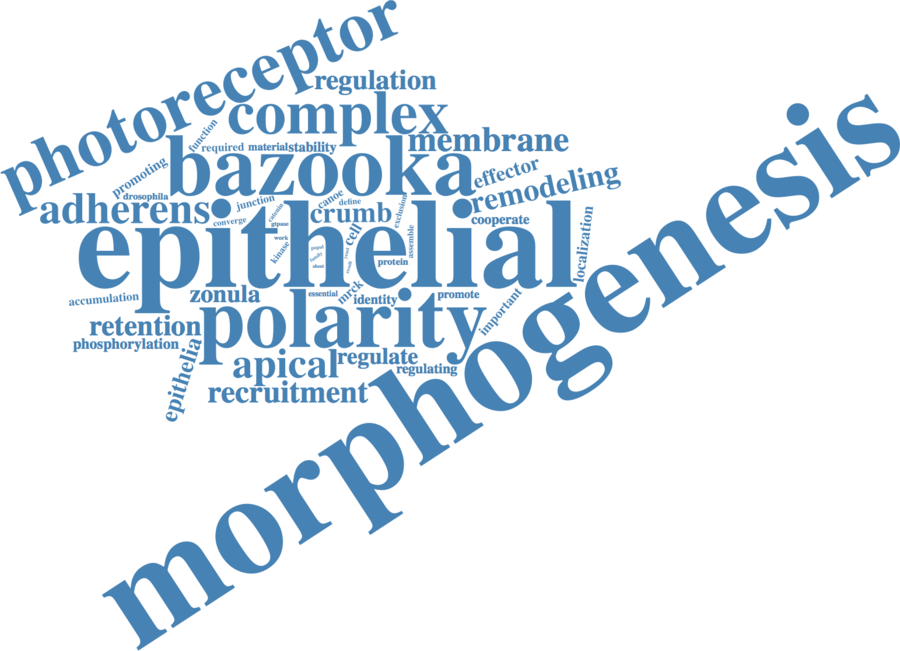 photoreceptor
regulation
complex
junction
required
material
stability
membrane
promoting
bazooka
effector
drosophila
remodeling
adherens
junction
canoe
define
exclusion
converge
catenin
gtpase
crumb
cooperate
epithelial
work
kinase
cell
assemble
protein
localization
morphogenesis
accumulation
zonula
essential
mrck
identity
promote
important
retention
polarity
phosphorylation
epithelia
apical
regulate
regulating
recruitment